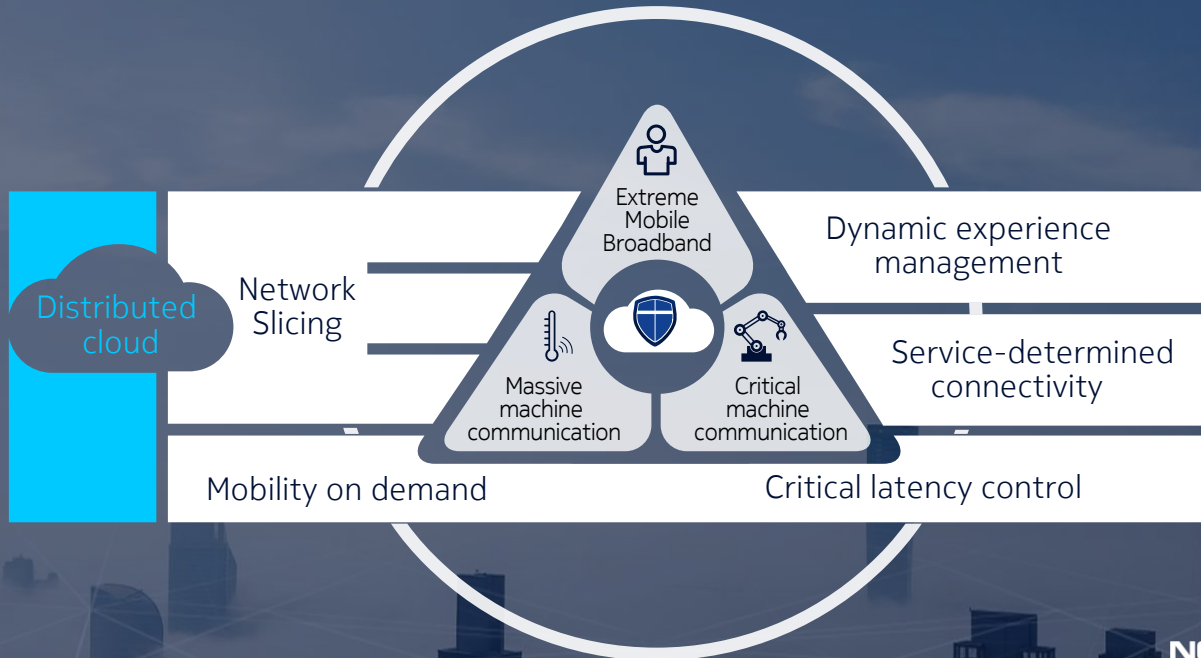 Extreme
Mobile
Broadband
Dynamic experience
management
Distributed
cloud
Network
Slicing
Service-determined
connectivity
Massive
machine
communication
Critical
machine
communication
Mobility on demand
Critical latency control